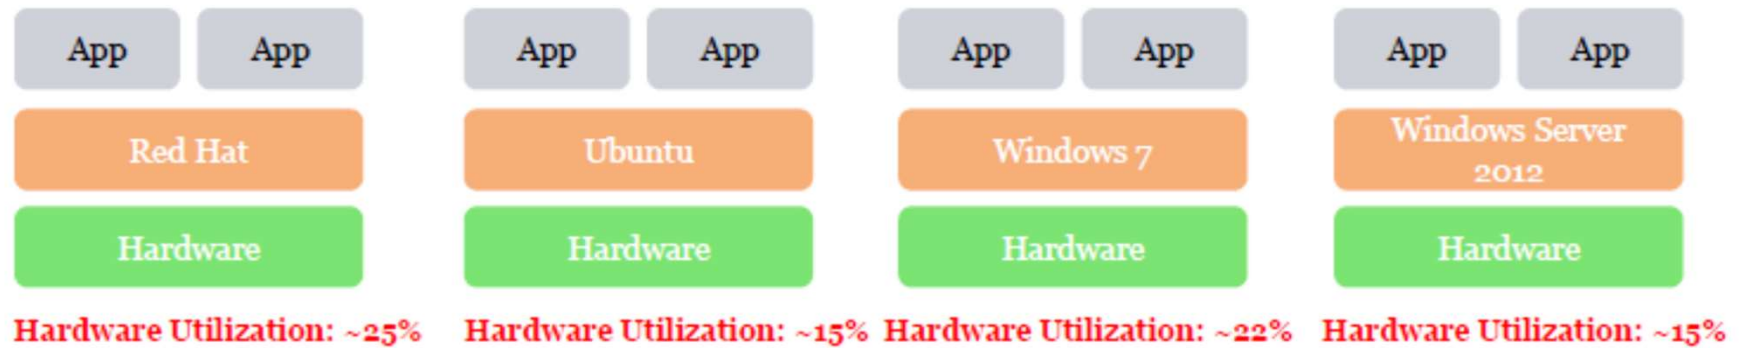 App App App App App App App App
Red Hat Ubuntu Windows 7 Windows Server
2012
Hardware Hardware Hardware Hardware
Hardware Utilization: ~25% Hardware Utilization: ~15% Hardware Utilization: ~22% Hardware Utilization: ~15%